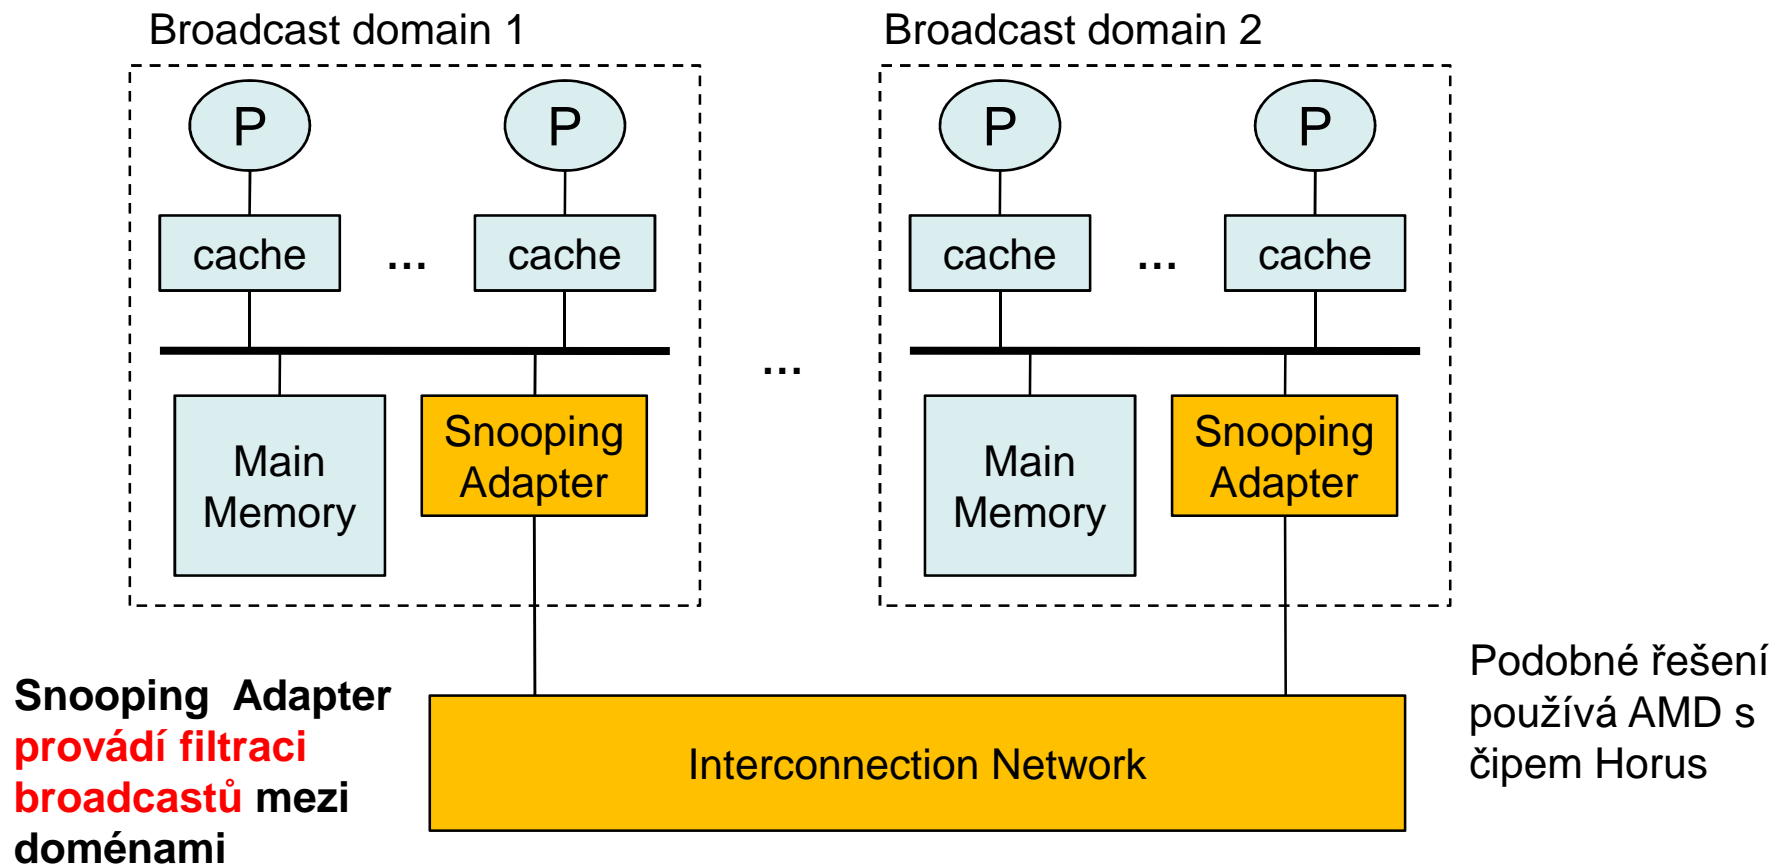 Broadcast domain 1
Broadcast domain 2
P
P
P
P
cache
...
cache
cache
...
cache
...
Main
Memory
Snooping
Adapter
Main
Memory
Snooping
Adapter
Snooping Adapter
provádí filtraci
broadcastů mezi
doménami
Interconnection Network
Podobné řešení
používá AMD s
čipem Horus